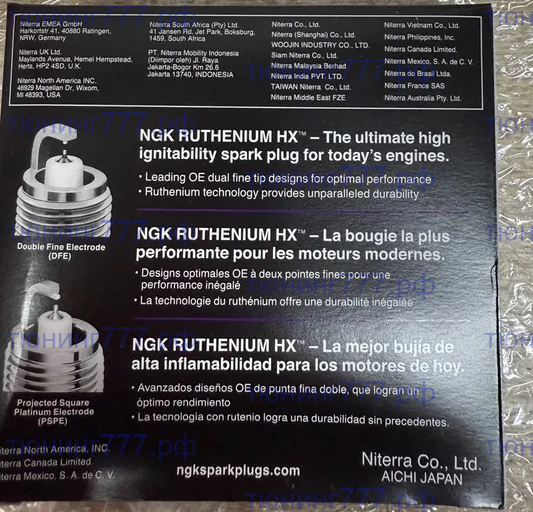 Niterra EMEA GmbH
Harkortstr 41, 40880 Ratingen,
NRW, Germany
Niterra UK Ltd.
Maylands Avenue, Hemel Hempstead,
Herts, HP2 4SD, U.K.
Niterra North America INC.
46929 Magellan Dr, Wixom,
MI 48393, USA
Niterra South Africa (Pty) Ltd.
41 Jansen Rd, Jet Park, Boksburg,
1459, South Africa
PT. Niterra Mobility Indonesia
(Diimpor oleh) Jl. Raya
Jakarta-Bogor Km 26.6
Jakarta 13740, INDONESIA
Niterra Co., Ltd.
Niterra (Shanghai) Co., Ltd.
WOOJIN INDUSTRY CO., LTD.
Siam Niterra Co., Ltd.
Niterra Malaysia Berhad
Niterra India PVT. LTD.
TAIWAN Niterra Co., Ltd.
Niterra Middle East FZE
Niterra Vietnam Co., Ltd.
Niterra Philippines, Inc.
Niterra Canada Limited.
Niterra Mexico, S. A. de C. V.
Niterra do Brasil Ltda.
Niterra France SAS
Niterra Australia Pty. Ltd.
NGK RUTHENIUM HX™ – The ultimate high
ignitability spark plug for today's engines.
• Leading OE dual fine tip designs for optimal performance
• Ruthenium technology provides unparalleled durability
Double Fine Electrode
(DFE)
NGK RUTHENIUM HX™ – La bougie la plus
performante pour les moteurs modernes.
• Designs optimales OE à deux pointes fines pour une
performance inégalé
• La technologie du ruthénium offre une durabilité inégalée
NGK RUTHENIUM HX™ – La mejor bujía de
alta inflamabilidad para los motores de hoy.
• Avanzados diseños OE de punta fina doble, que logran un
óptimo rendimiento
• La tecnología con rutenio logra una durabilidad sin precedentes.
Projected Square
Platinum Electrode
(PSPE)
iterra North America, INC.
iterra Canada Limited.
iterra Mexico, S. A. de C. V.
ngksparkplugs.com
Niterra Co., Ltd.
AICHI JAPAN
тюнинг777.рф